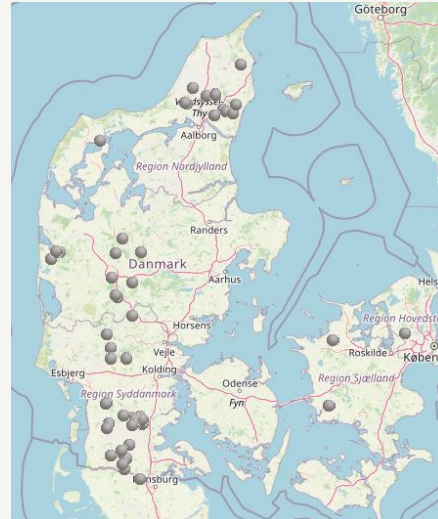 Göteborg
Aalborg
Region Nordjylland
Randers
Danmark
Aarhus
Horsens
Vejle
Kolding
Esbjerg
Region Syddanmark
Odense
Fyn
Roskilde
Region Sjælland
Region Hovedst
Hels
Køben